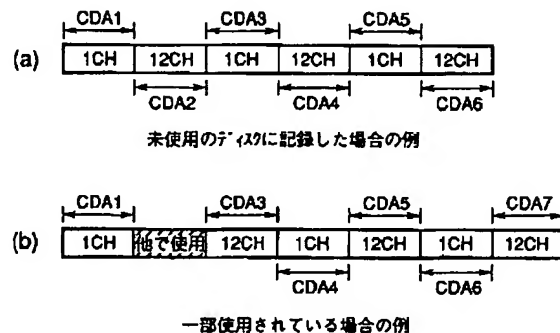 CDA1 CDA3 CDA5
(a) 1CH 12CH 1CH 12CH 1CH 12CH
CDA2 CDA4 CDA6
未使用のディスクに記録した場合の例
CDA1 CDA3 CDA5 CDA7
(b) 1CH 他で使用 12CH 1CH 12CH 1CH 12CH
CDA4 CDA6
一部使用されている場合の例